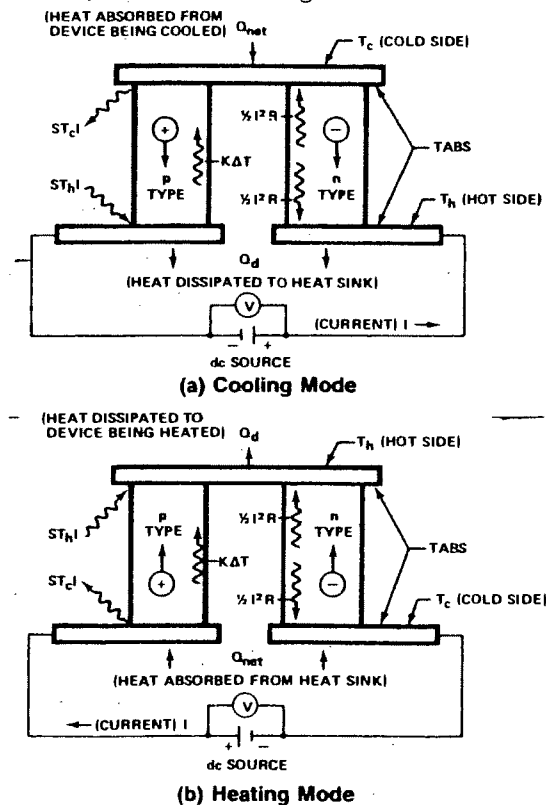 (HEAT ABSORBED FROM
DEVICE BEING COOLED)
Qnet
Tc (COLD SIDE)
STcI
½ I²R
+
−
p
TYPE
KΔT
n
TYPE
TABS
SThI
½ I²R
Th (HOT SIDE)
Qd
(HEAT DISSIPATED TO HEAT SINK)
V
(CURRENT) I
− +
dc SOURCE
(a) Cooling Mode
(HEAT DISSIPATED TO
DEVICE BEING HEATED)
Qd
Th (HOT SIDE)
SThI
p
TYPE
½ I²R
n
TYPE
KΔT
TABS
STcI
+
½ I²R
−
Tc (COLD SIDE)
Qnet
(HEAT ABSORBED FROM HEAT SINK)
V
(CURRENT) I
+ −
dc SOURCE
(b) Heating Mode